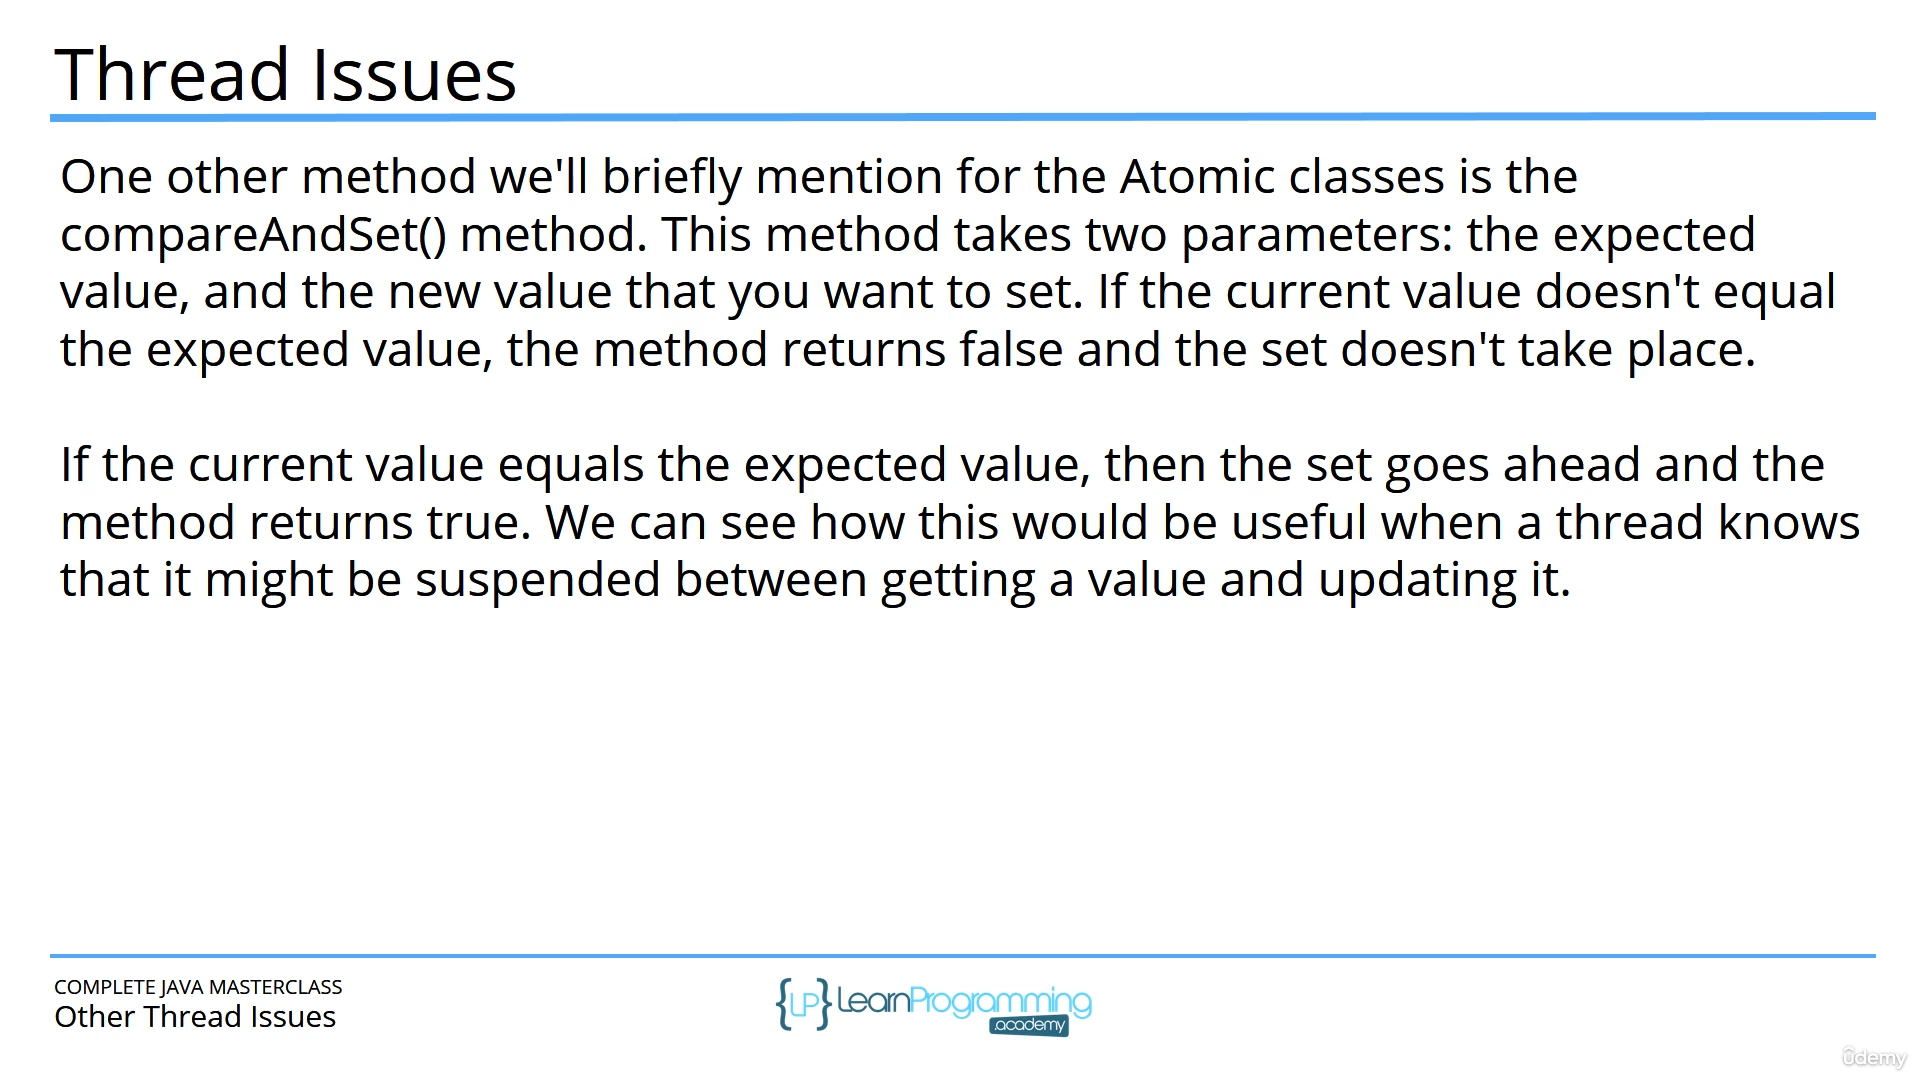 Thread Issues
One other method we'll briefly mention for the Atomic classes is the
compareAndSet() method. This method takes two parameters: the expected
value, and the new value that you want to set. If the current value doesn't equal
the expected value, the method returns false and the set doesn't take place.
If the current value equals the expected value, then the set goes ahead and the
method returns true. We can see how this would be useful when a thread knows
that it might be suspended between getting a value and updating it.
COMPLETE JAVA MASTERCLASS
Other Thread Issues
{LP} LearnProgramming
.academy
ûdemy